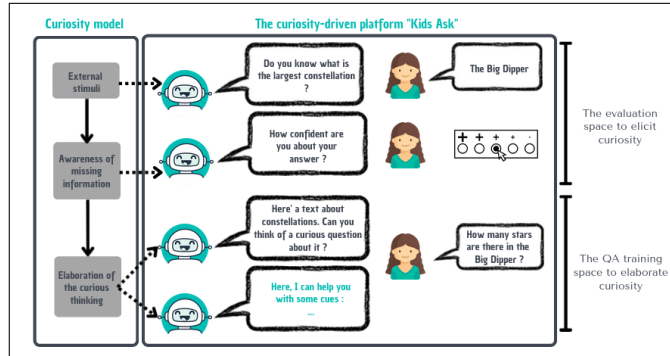 Curiosity model
The curiosity-driven platform "Kids Ask"
External
stimuli
Do you know what is
the largest constellation
?
The Big Dipper
Awareness of
missing
information
How confident are
you about your
answer ?
+ + + + ·
The evaluation
space to elicit
curiosity
Elaboration of
the curious
thinking
Here' a text about
constellations. Can you
think of a curious question
about it ?
How many stars
are there in the
Big Dipper ?
Here, I can help you
with some cues :
...
The QA training
space to elaborate
curiosity